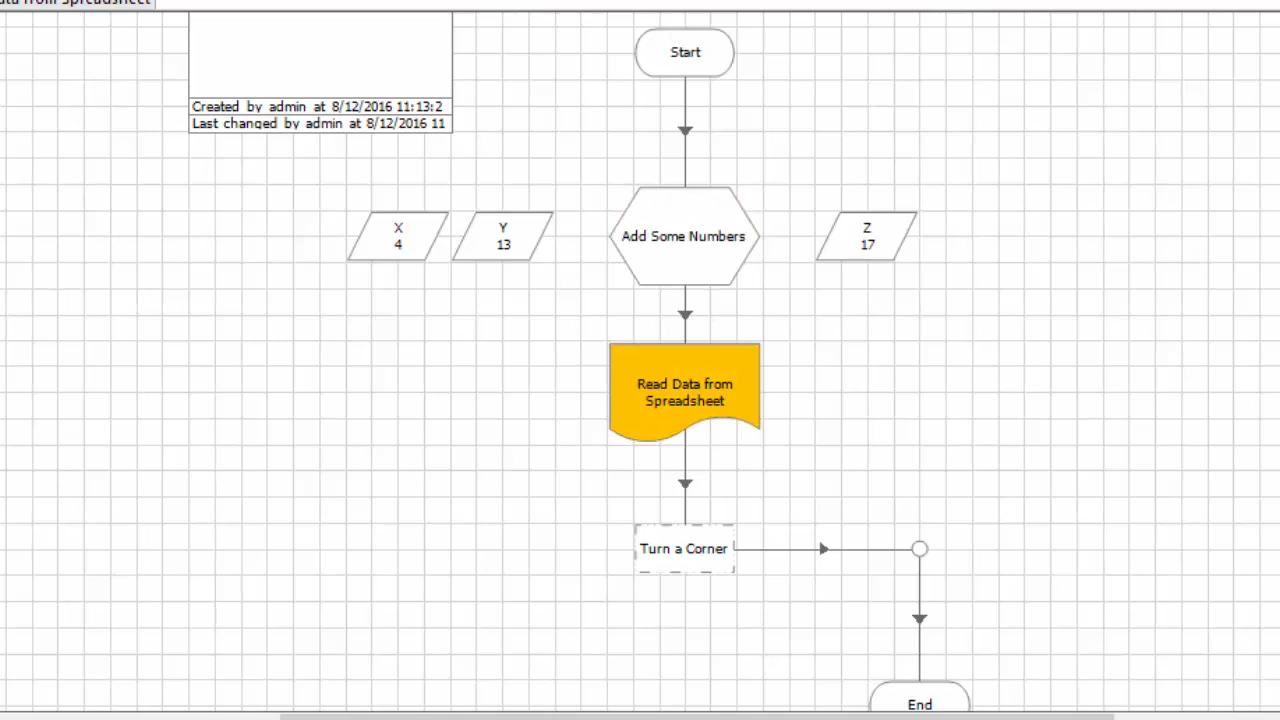 from Spreadsheet
Start
Created by admin at 8/12/2016 11:13:2
Last changed by admin at 8/12/2016 11
X
4
Y
13
Add Some Numbers
Z
17
Read Data from
Spreadsheet
Turn a Corner
End